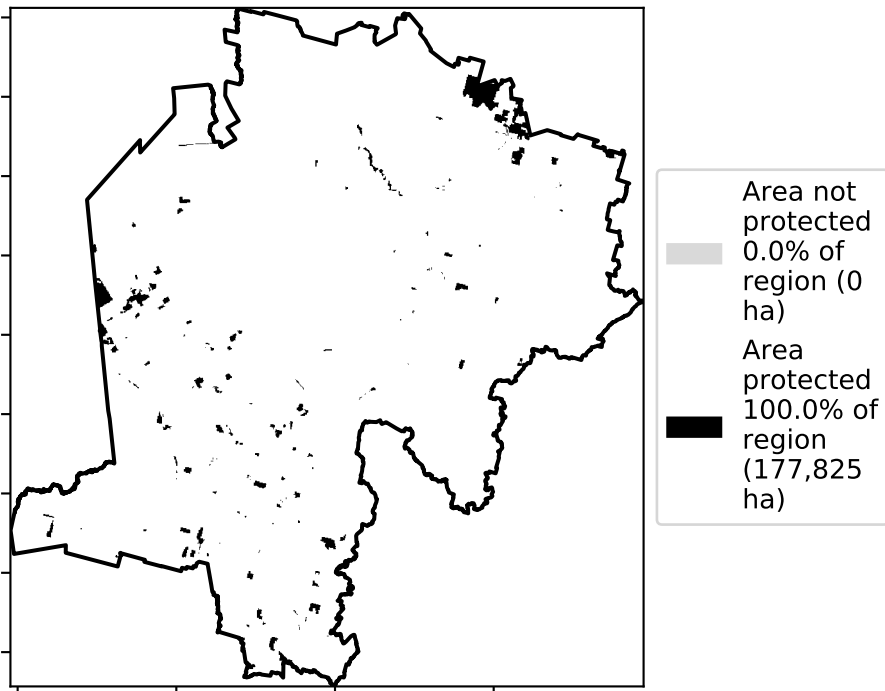 Area not
protected
0.0% of
region (0
ha)
Area
protected
100.0% of
region
(177,825
ha)